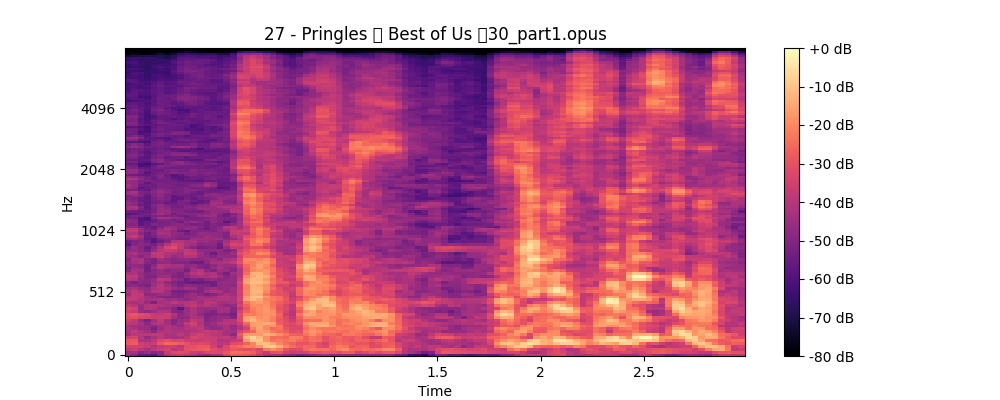 27 - Pringles  Best of Us 30_part1.opus
+0 dB
-10 dB
-20 dB
-30 dB
-40 dB
-50 dB
-60 dB
-70 dB
-80 dB
4096
2048
1024
512
0
Hz
0
0.5
1
1.5
2
2.5
Time